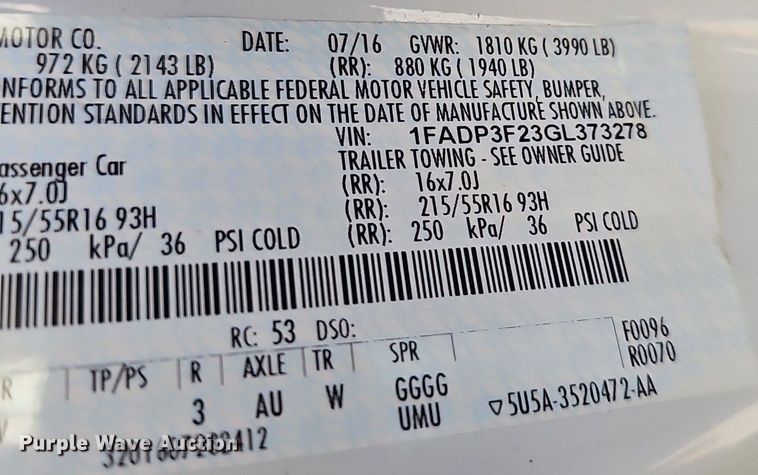 MOTOR CO. DATE: 07/16 GVWR: 1810 KG ( 3990 LB)
972 KG ( 2143 LB) (RR): 880 KG ( 1940 LB)
NFORMS TO ALL APPLICABLE FEDERAL MOTOR VEHICLE SAFETY, BUMPER,
ENTION STANDARDS IN EFFECT ON THE DATE OF MANUFACTURE SHOWN ABOVE.
VIN: 1FADP3F23GL373278
assenger Car TRAILER TOWING - SEE OWNER GUIDE
6x7.0J (RR): 16x7.0J
15/55R16 93H (RR): 215/55R16 93H
250 kPa/ 36 PSI COLD (RR): 250 kPa/ 36
RC: 53 DSO:
F0096
R0070
R TP/PS R AXLE TR SPR
3 AU W GGGG
UMU
▽5U5A-3520472-AA
Purple Wave Auction